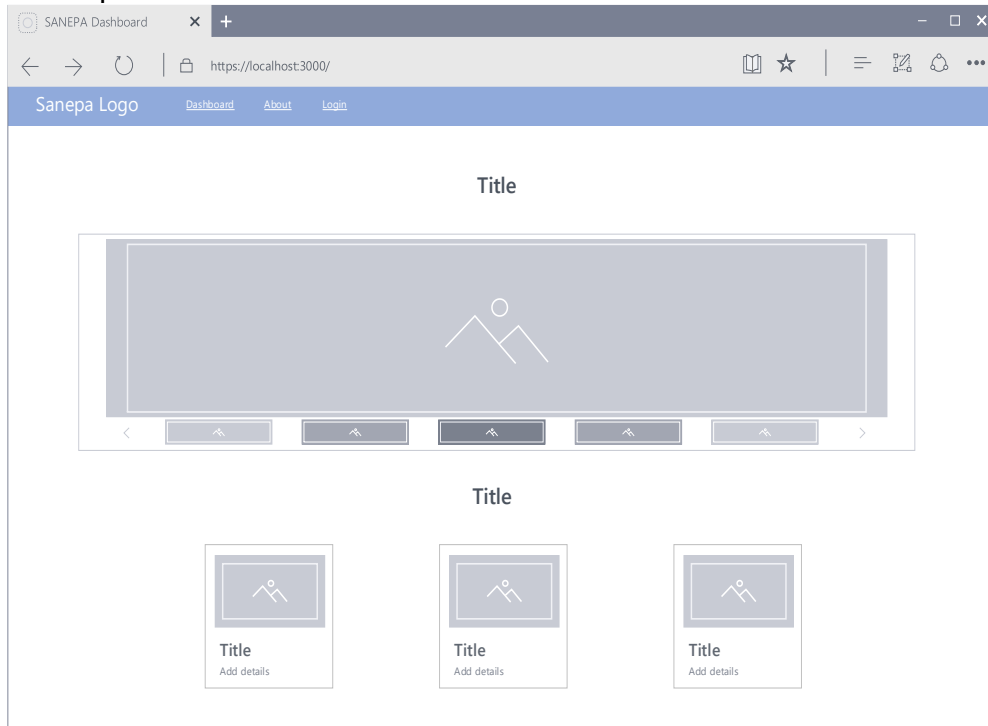 SANEPA Dashboard
https://localhost:3000/
Sanepa Logo Dashboard About Login
Title
Title
Title Title Title
Add details Add details Add details